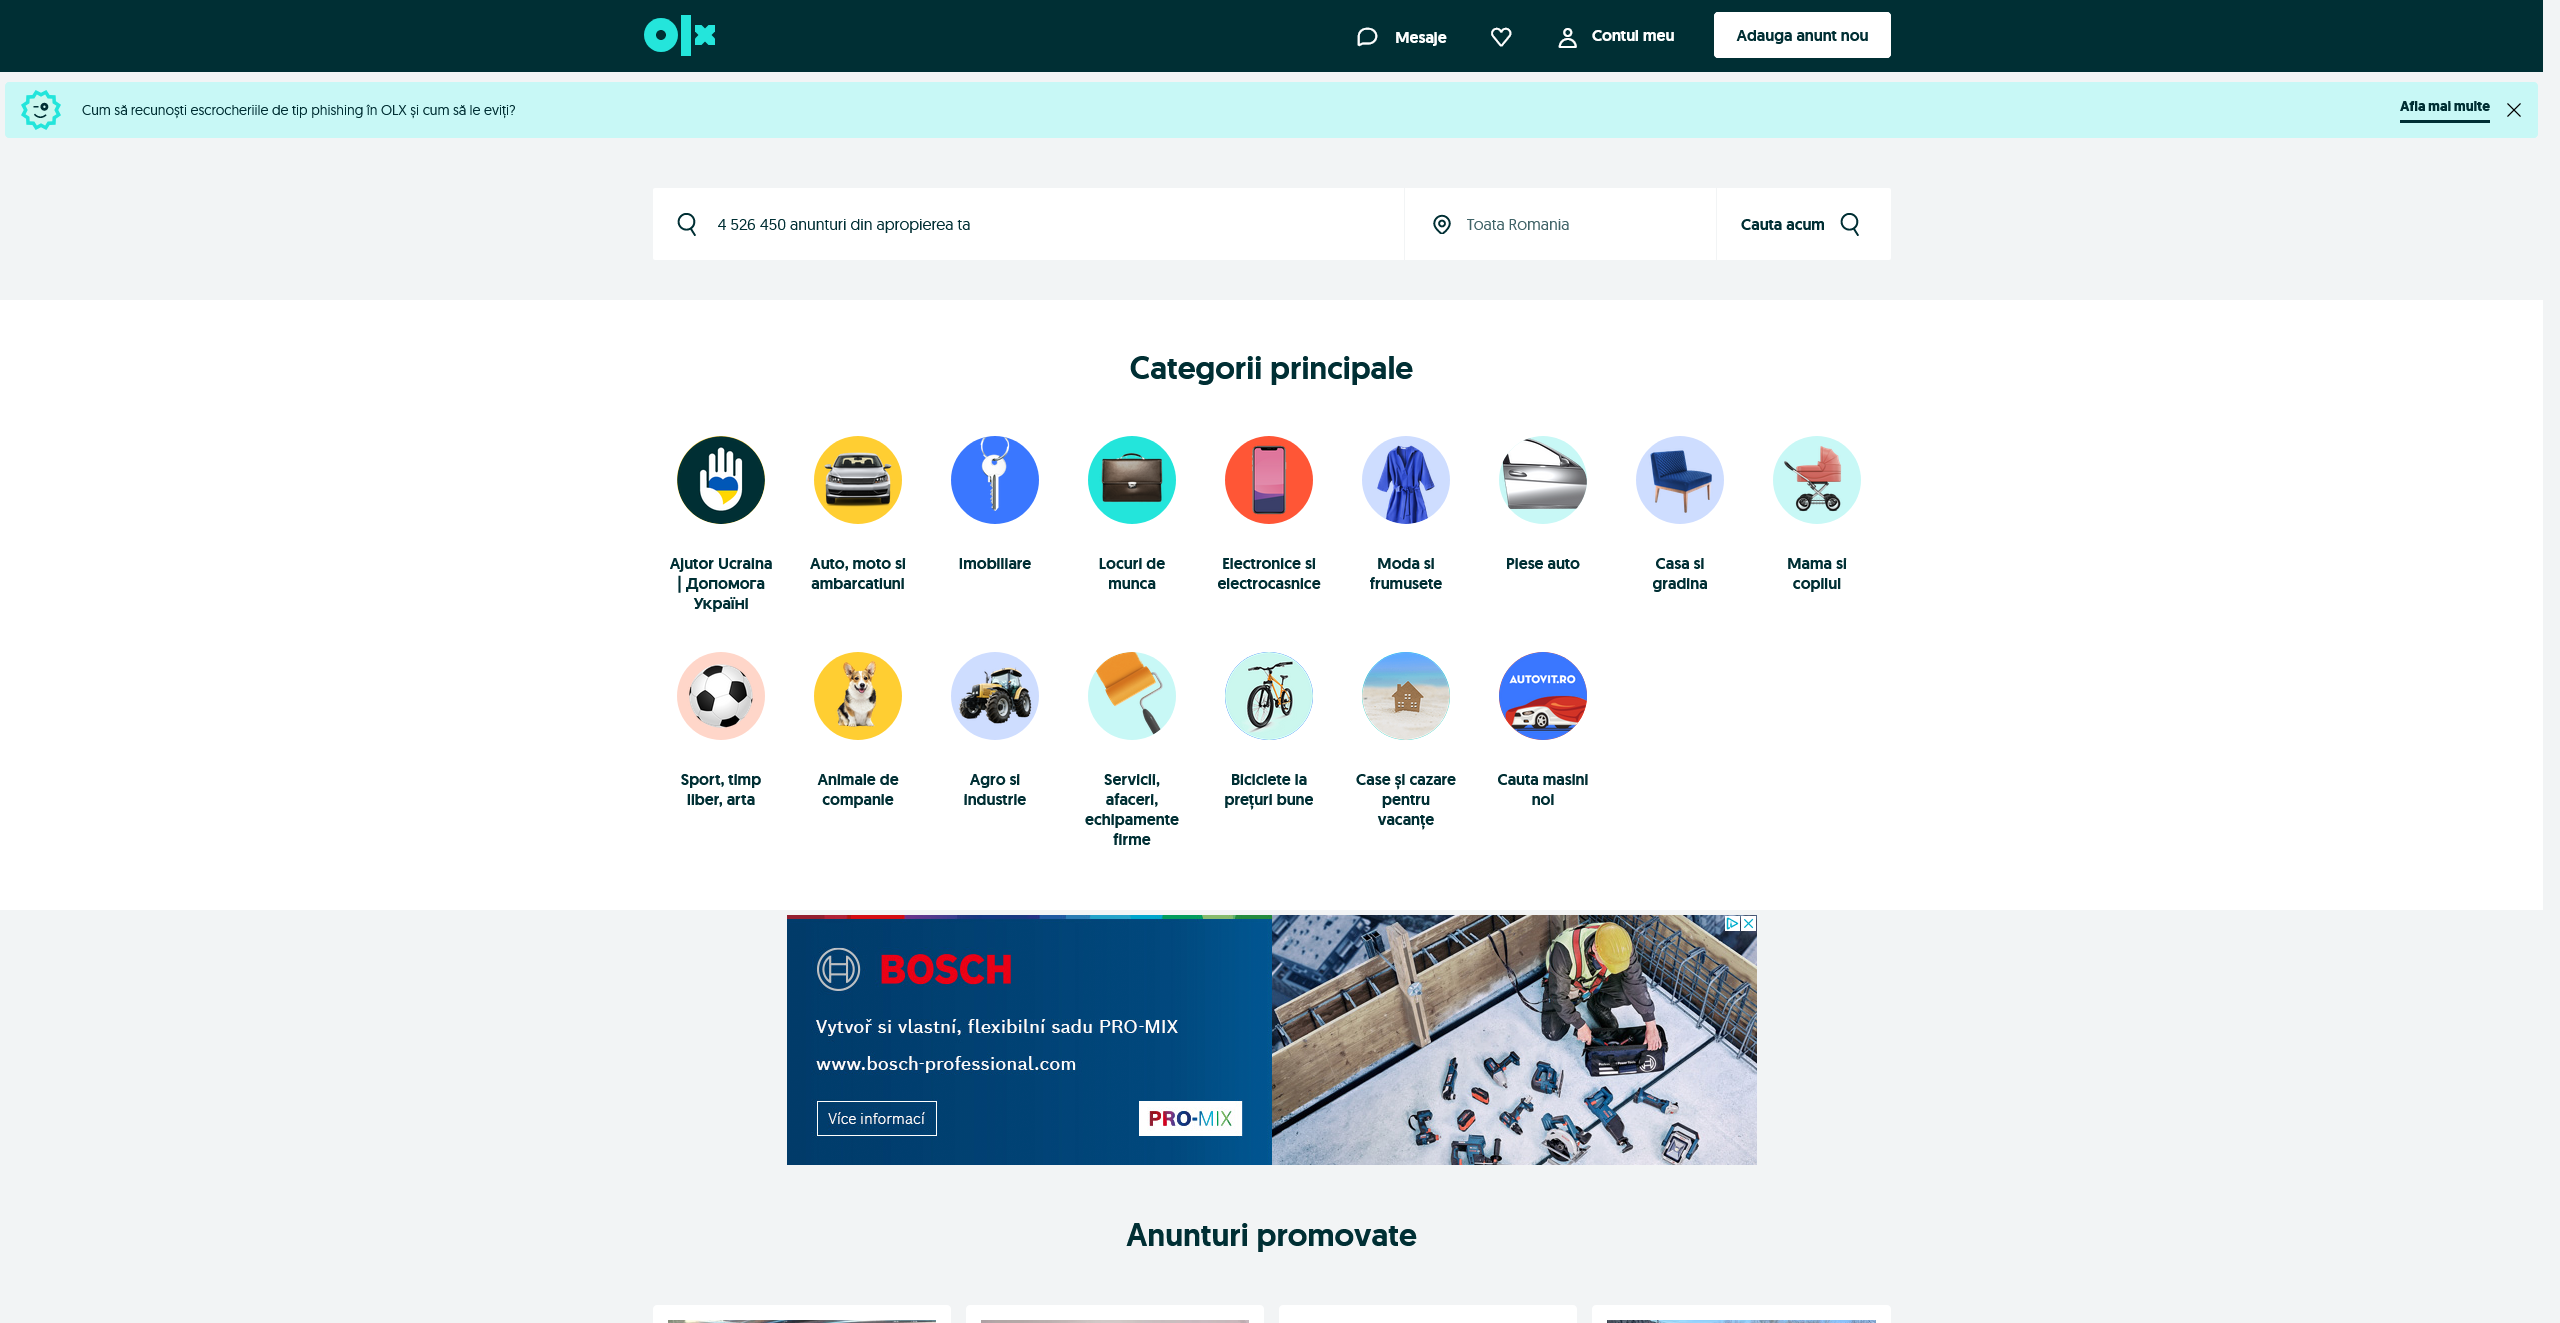 olx
Mesaje
Contul meu
Adauga anunt nou
Cum să recunoști escrocheriile de tip phishing în OLX și cum să le eviți?
Afla mai multe
4 526 450 anunturi din apropierea ta
Toata Romania
Cauta acum
Categorii principale
Ajutor Ucraina
| Допомога
Україні
Auto, moto si
ambarcatiuni
Imobiliare
Locuri de
munca
Electronice si
electrocasnice
Moda si
frumusete
Piese auto
Casa si
gradina
Mama si
copilul
AUTOVIT.RO
Sport, timp
liber, arta
Animale de
companie
Agro si
industrie
Servicii,
afaceri,
echipamente
firme
Biciclete la
prețuri bune
Case și cazare
pentru
vacanțe
Cauta masini
noi
BOSCH
Vytvoř si vlastní, flexibilní sadu PRO-MIX
www.bosch-professional.com
Více informací
PRO-MIX
Anunturi promovate